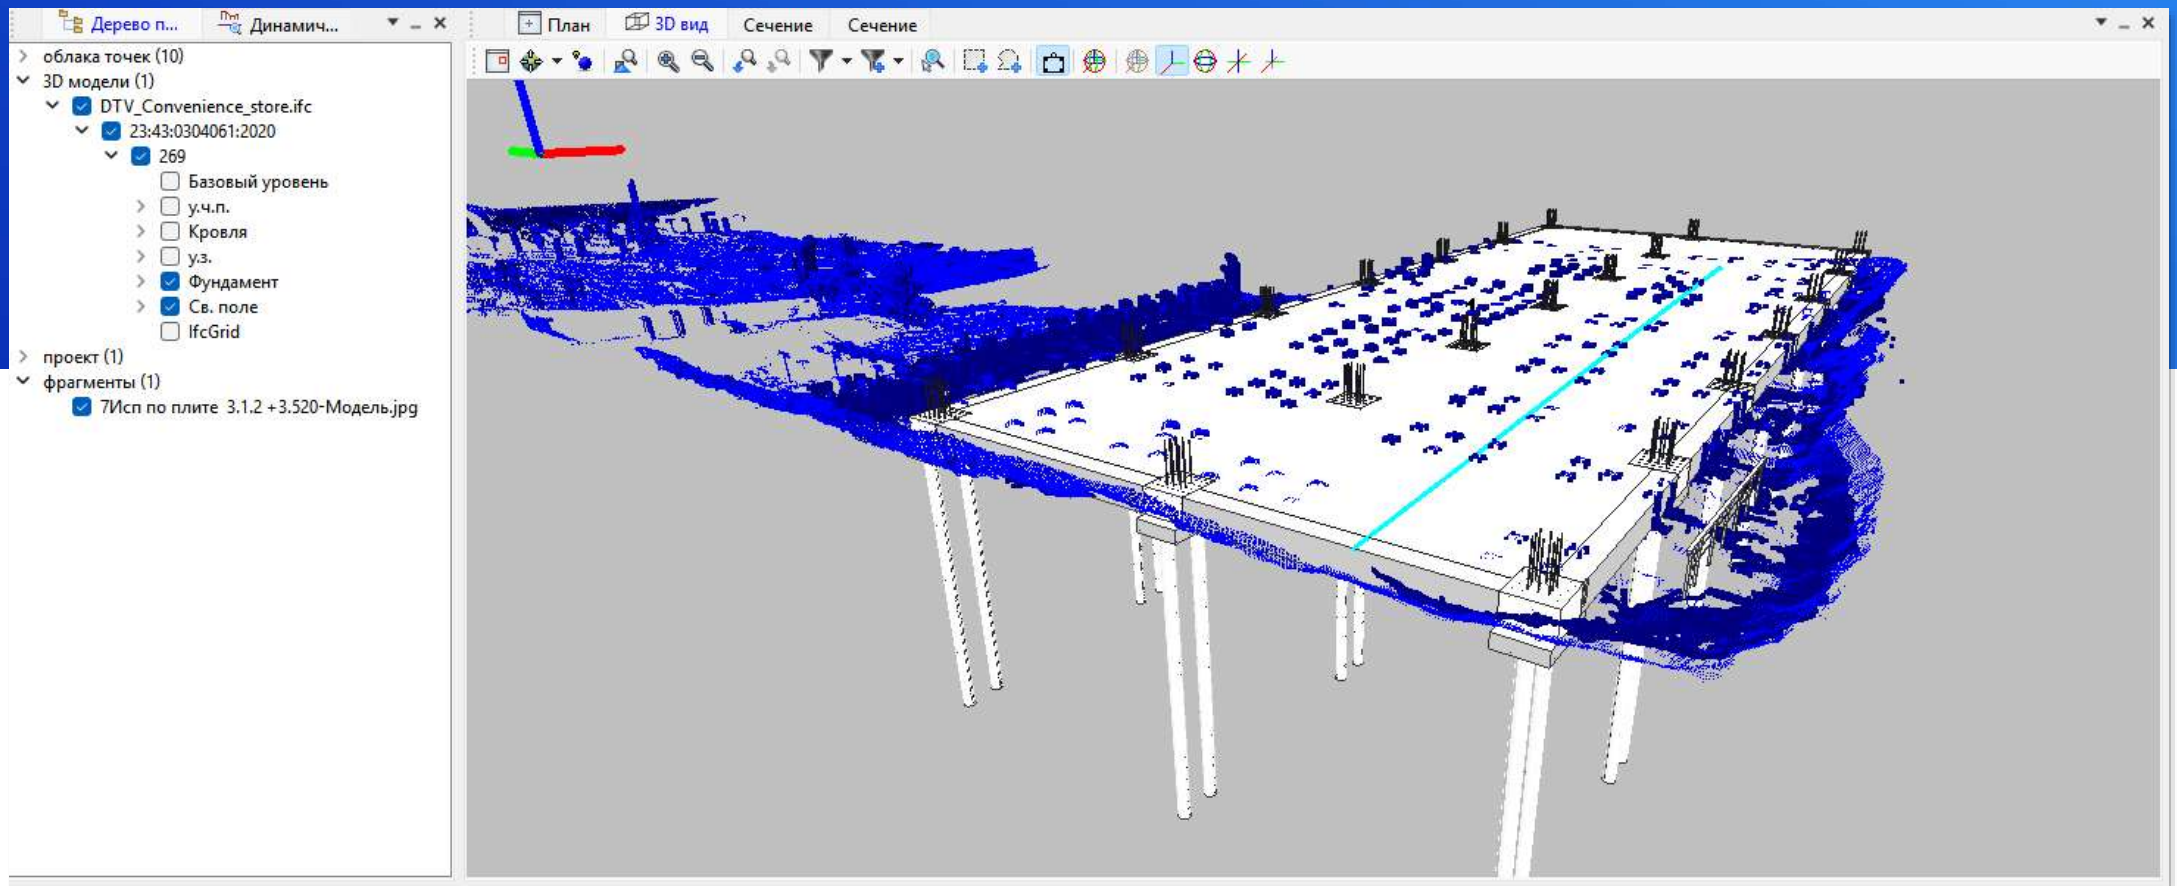 Дерево п...
Динамич...
План
3D вид
Сечение
Сечение
облака точек (10)
3D модели (1)
DTV_Convenience_store.ifc
23:43:0304061:2020
269
Базовый уровень
у.ч.п.
Кровля
у.з.
Фундамент
Св. поле
IfcGrid
проект (1)
фрагменты (1)
7Исп по плите 3.1.2 +3.520-Модель.jpg